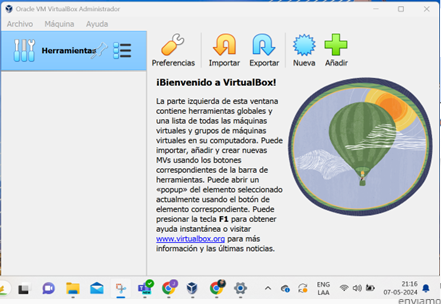 Oracle VM VirtualBox Administrador
Archivo Máquina Ayuda
Herramientas
Preferencias Importar Exportar Nueva Añadir
¡Bienvenido a VirtualBox!
La parte izquierda de esta ventana
contiene herramientas globales y
una lista de todas las máquinas
virtuales y grupos de máquinas
virtuales en su computadora. Puede
importar, añadir y crear nuevas
MVs usando los botones
correspondientes de la barra de
herramientas. Puede abrir un
«popup» del elemento seleccionado
actualmente usando el botón de
elemento correspondiente. Puede
presionar la tecla F1 para obtener
ayuda instantánea o visitar
www.virtualbox.org para más
información y las últimas noticias.
ENG
LAA
21:16
07-05-2024
enviamo